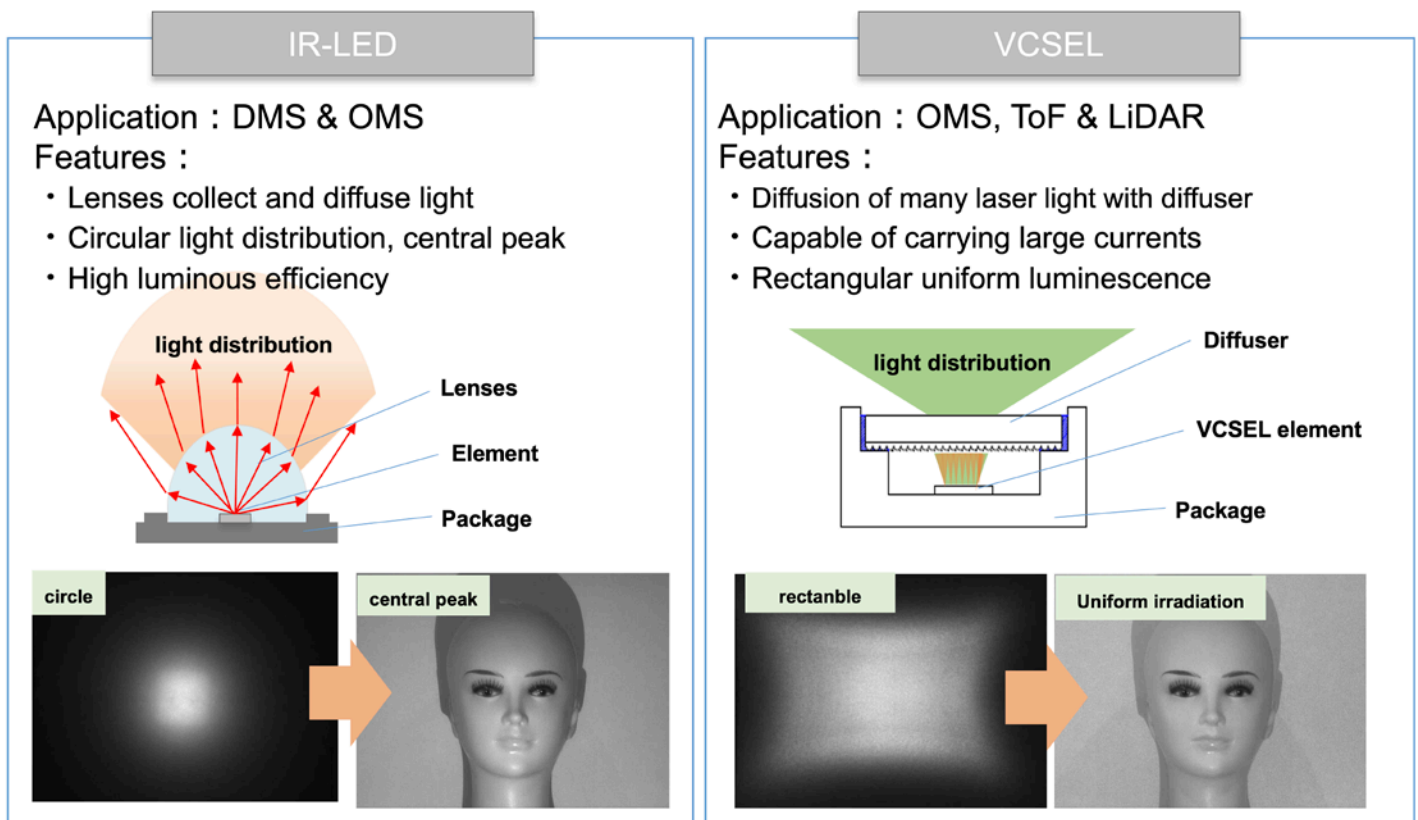 IR-LED
Application：DMS & OMS
Features：
・Lenses collect and diffuse light
・Circular light distribution, central peak
・High luminous efficiency
light distribution
Lenses
Element
Package
circle
central peak
VCSEL
Application：OMS, ToF & LiDAR
Features：
・Diffusion of many laser light with diffuser
・Capable of carrying large currents
・Rectangular uniform luminescence
light distribution
Diffuser
VCSEL element
Package
rectanble
Uniform irradiation